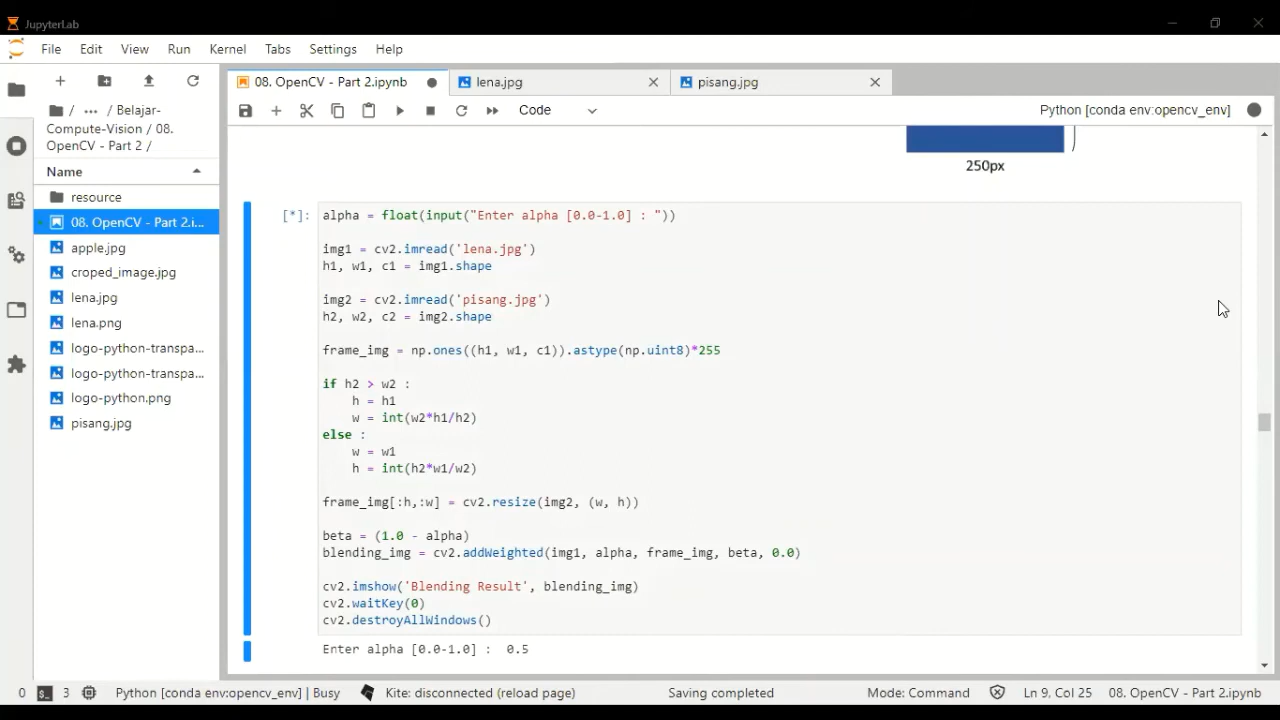 JupyterLab
File Edit View Run Kernel Tabs Settings Help
08. OpenCV - Part 2.ipynb
lena.jpg
pisang.jpg
Code
Python [conda env:opencv_env]
/ ... / Belajar-
Compute-Vision / 08.
OpenCV - Part 2 /
Name
resource
08. OpenCV - Part 2.i...
apple.jpg
croped_image.jpg
lena.jpg
lena.png
logo-python-transpa...
logo-python-transpa...
logo-python.png
pisang.jpg
250px
[*]: alpha = float(input("Enter alpha [0.0-1.0] : "))
img1 = cv2.imread('lena.jpg')
h1, w1, c1 = img1.shape
img2 = cv2.imread('pisang.jpg')
h2, w2, c2 = img2.shape
frame_img = np.ones((h1, w1, c1)).astype(np.uint8)*255
if h2 > w2 :
    h = h1
    w = int(w2*h1/h2)
else :
    w = w1
    h = int(h2*w1/w2)
frame_img[:h,:w] = cv2.resize(img2, (w, h))
beta = (1.0 - alpha)
blending_img = cv2.addWeighted(img1, alpha, frame_img, beta, 0.0)
cv2.imshow('Blending Result', blending_img)
cv2.waitKey(0)
cv2.destroyAllWindows()
Enter alpha [0.0-1.0] :  0.5
0 3 Python [conda env:opencv_env] | Busy Kite: disconnected (reload page) Saving completed Mode: Command Ln 9, Col 25 08. OpenCV - Part 2.ipynb